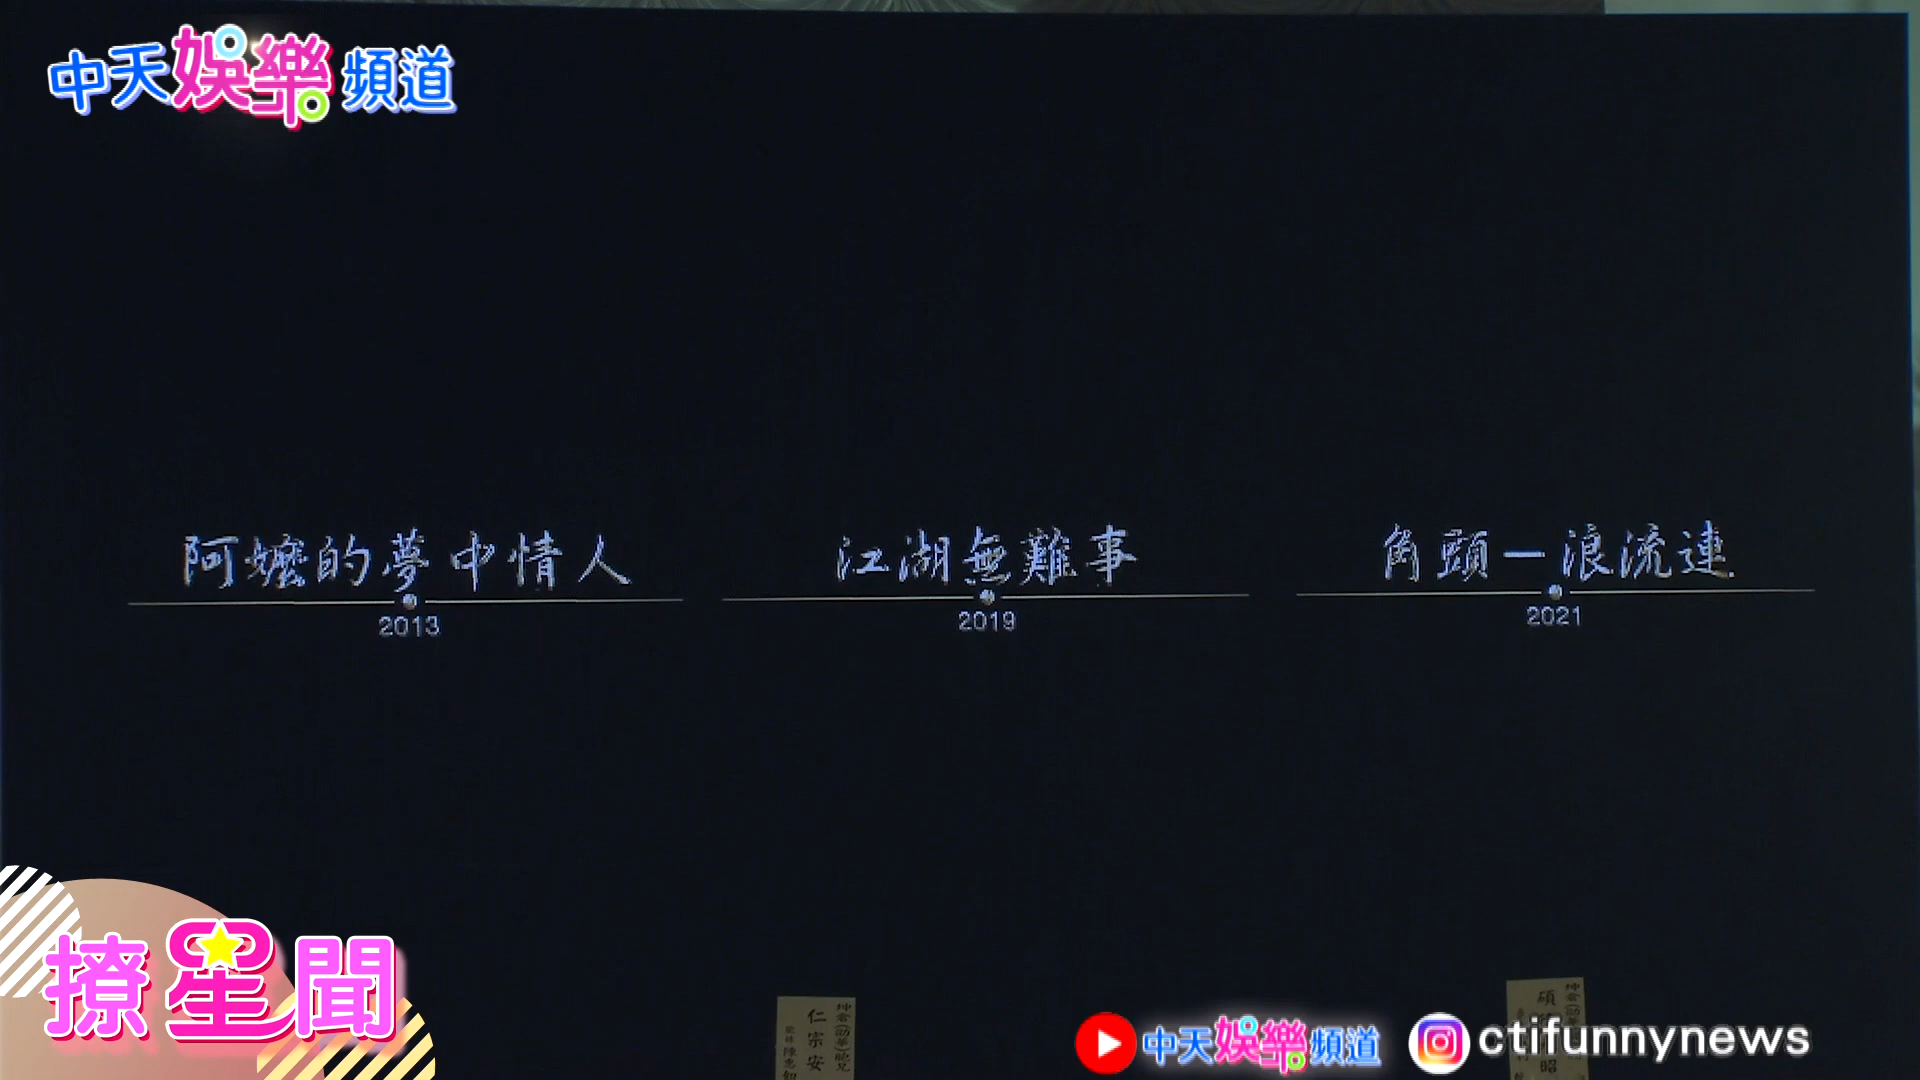 中天娛樂頻道
阿嬤的夢中情人
2013
江湖無難事
2019
角頭—浪流連
2021
撩星聞
仁宗安
中天娛樂頻道
ctifunnynews